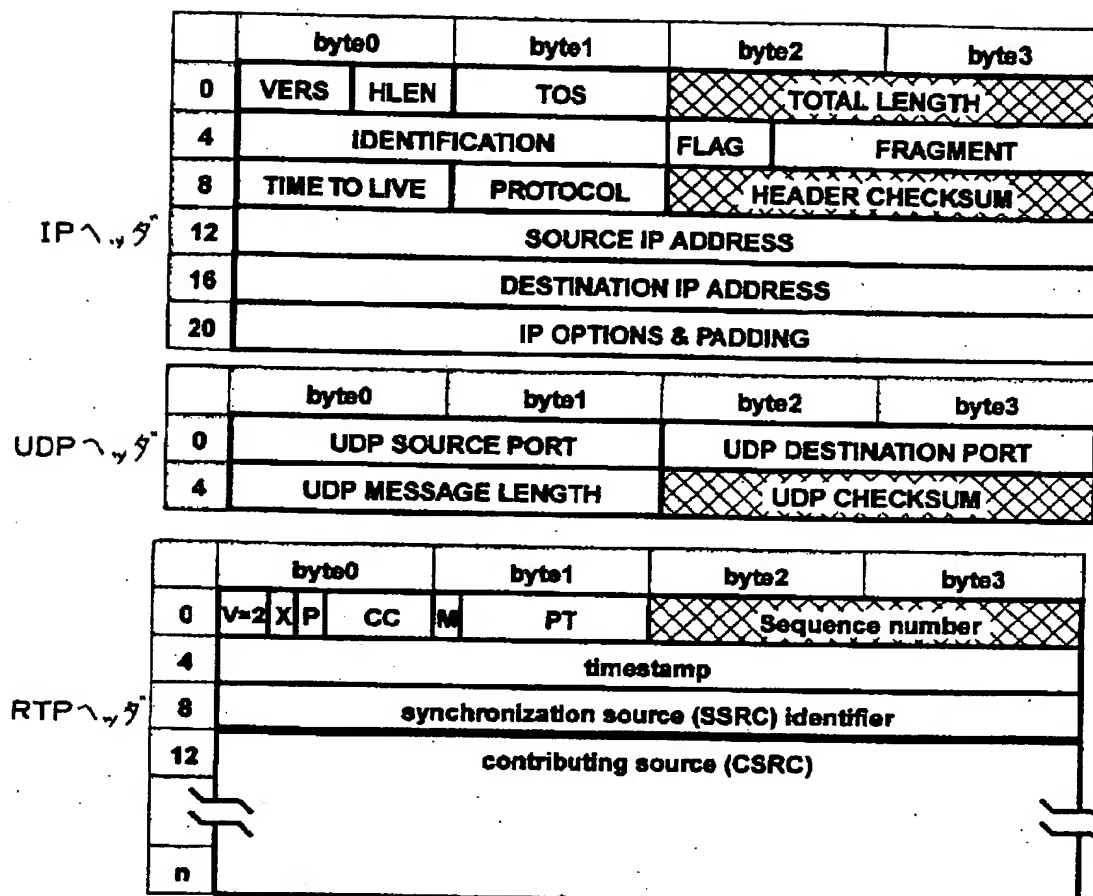 byte0 byte1 byte2 byte3
0 VERS HLEN TOS TOTAL LENGTH
4 IDENTIFICATION FLAG FRAGMENT
8 TIME TO LIVE PROTOCOL HEADER CHECKSUM
IPヘッダ 12 SOURCE IP ADDRESS
16 DESTINATION IP ADDRESS
20 IP OPTIONS & PADDING
byte0 byte1 byte2 byte3
UDPヘッダ 0 UDP SOURCE PORT UDP DESTINATION PORT
4 UDP MESSAGE LENGTH UDP CHECKSUM
byte0 byte1 byte2 byte3
0 V=2 X P CC M PT Sequence number
4 timestamp
RTPヘッダ 8 synchronization source (SSRC) identifier
12 contributing source (CSRC)
n